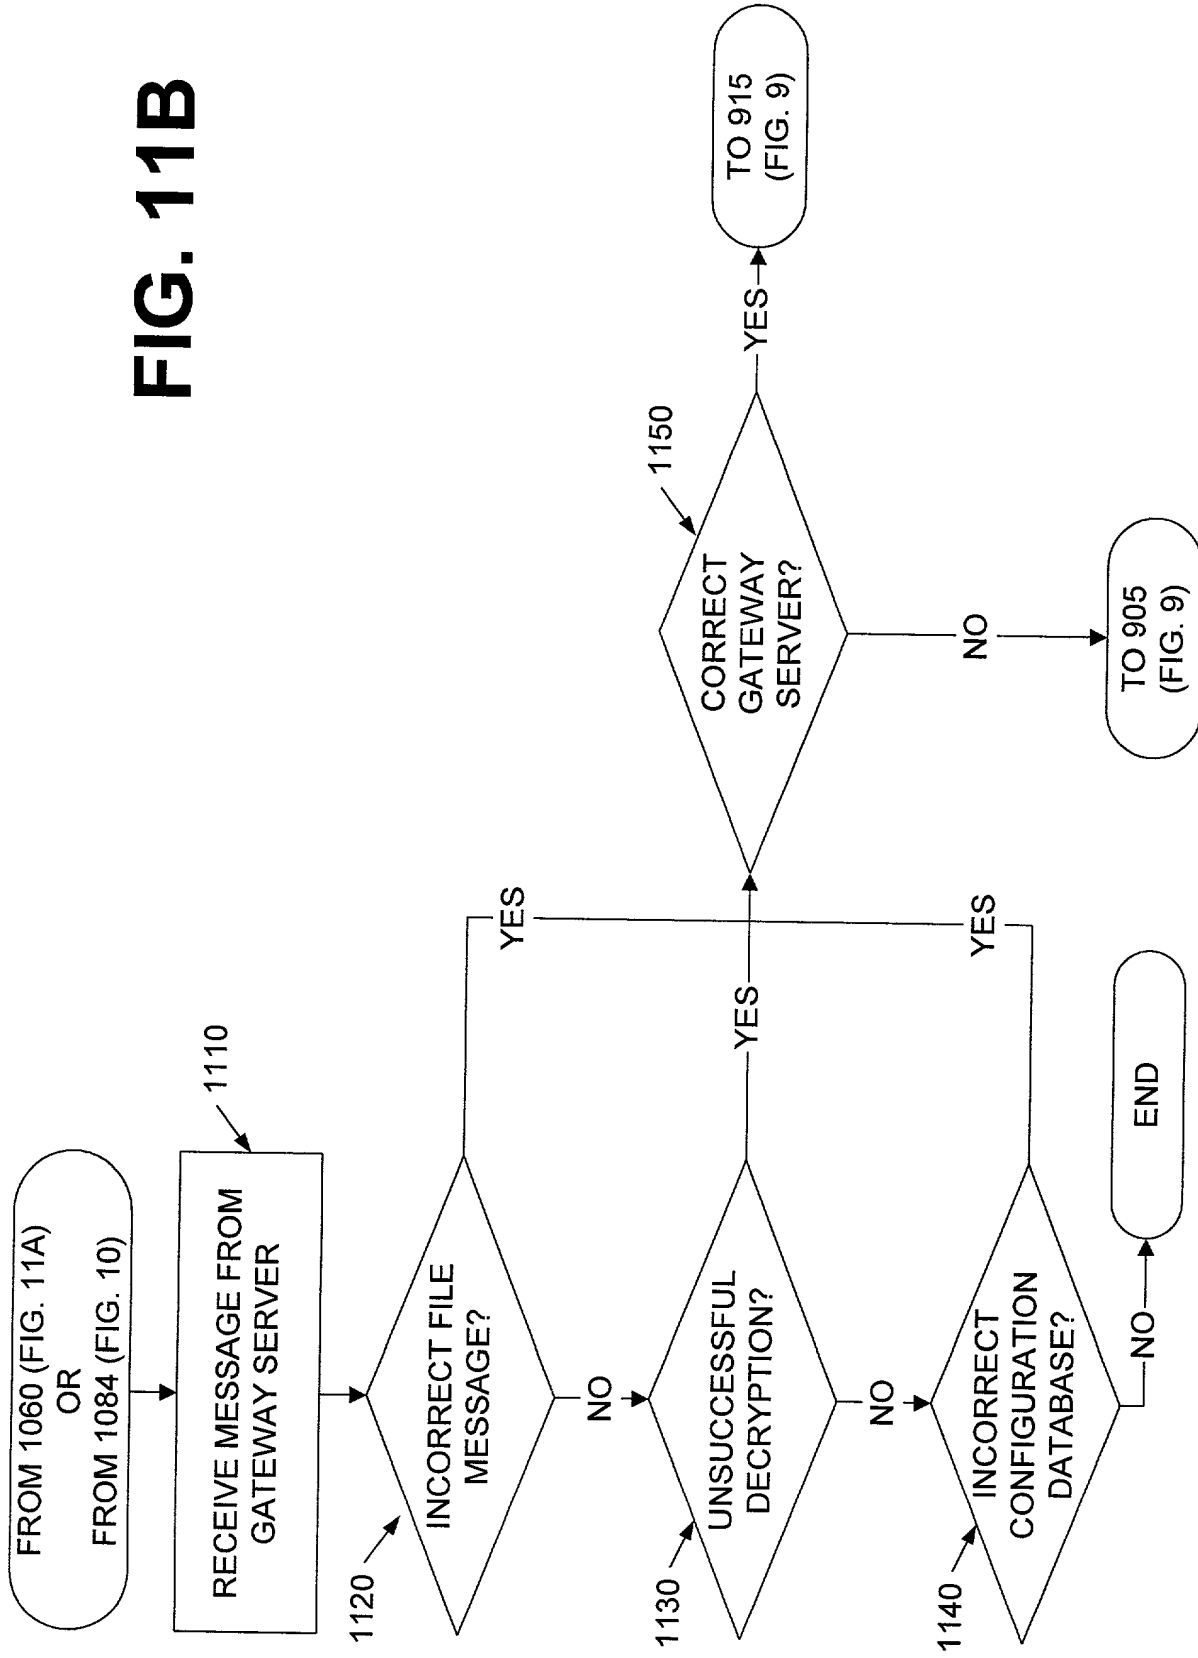 FIG. 11B
FROM 1060 (FIG. 11A)
OR
FROM 1084 (FIG. 10)
RECEIVE MESSAGE FROM
GATEWAY SERVER
1110
INCORRECT FILE
MESSAGE?
1120
YES
NO
UNSUCCESSFUL
DECRYPTION?
1130
YES
NO
INCORRECT
CONFIGURATION
DATABASE?
1140
YES
NO
END
CORRECT
GATEWAY
SERVER?
1150
YES
TO 915
(FIG. 9)
NO
TO 905
(FIG. 9)